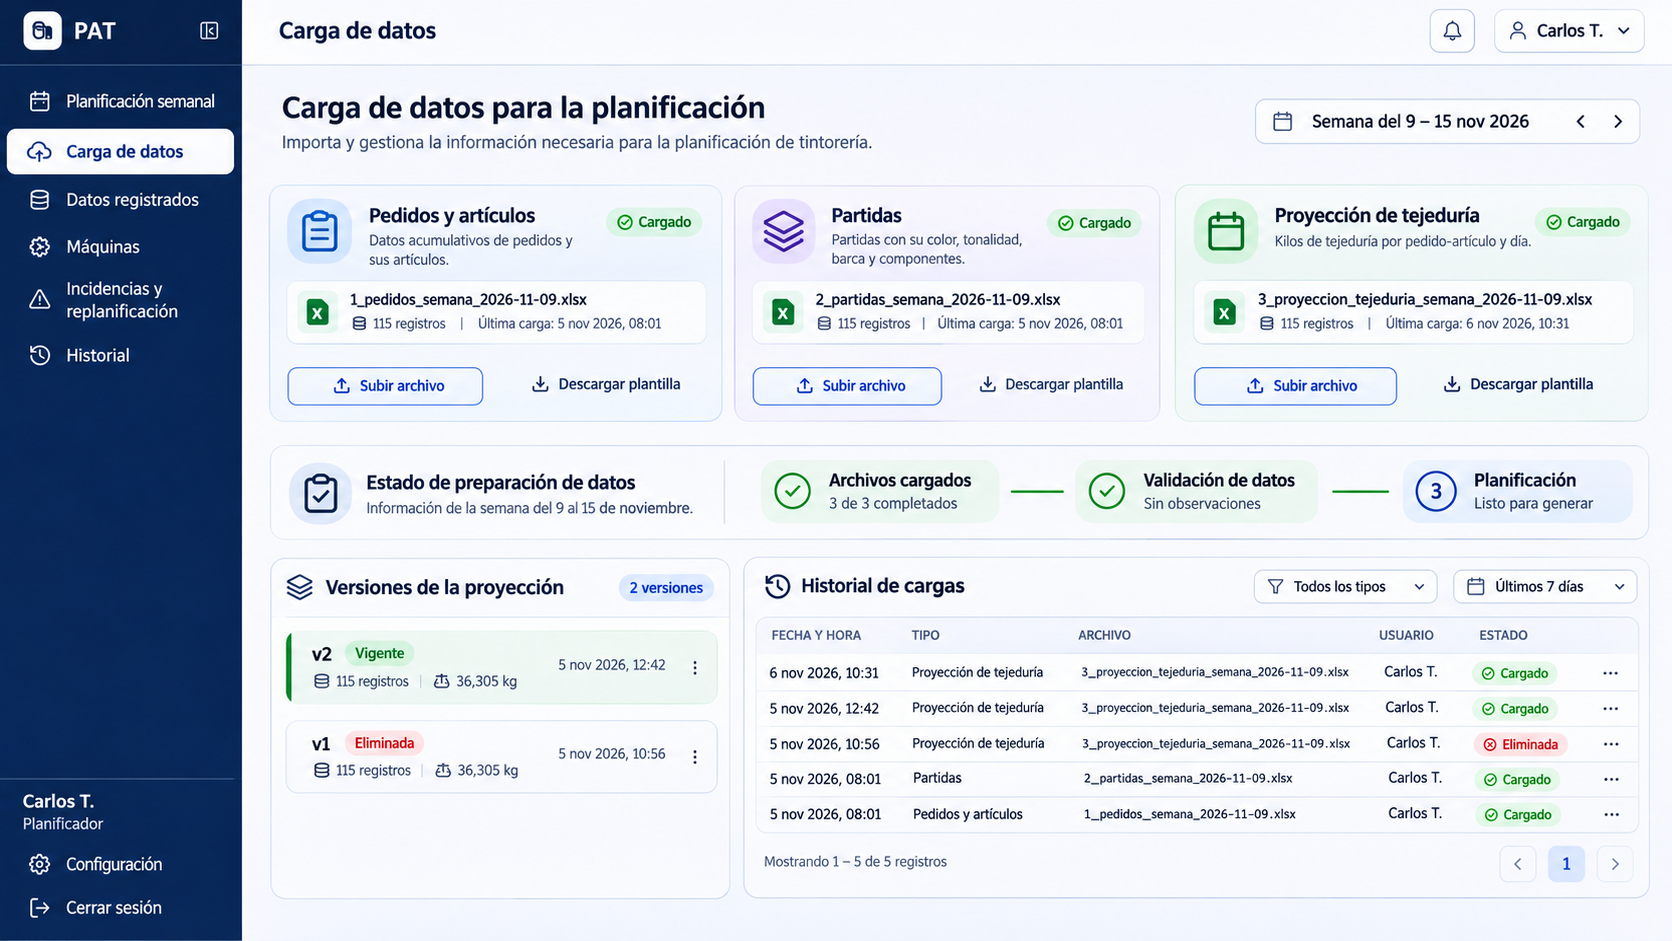 PAT
Planificación semanal
Carga de datos
Datos registrados
Máquinas
Incidencias y
replanificación
Historial
Carlos T.
Planificador
Configuración
Cerrar sesión
Carga de datos
Carlos T.
Carga de datos para la planificación
Importa y gestiona la información necesaria para la planificación de tintorería.
Semana del 9 – 15 nov 2026
Pedidos y artículos
Cargado
Datos acumulativos de pedidos y
sus artículos.
1_pedidos_semana_2026-11-09.xlsx
115 registros | Última carga: 5 nov 2026, 08:01
Subir archivo
Descargar plantilla
Partidas
Cargado
Partidas con su color, tonalidad,
barca y componentes.
2_partidas_semana_2026-11-09.xlsx
115 registros | Última carga: 5 nov 2026, 08:01
Subir archivo
Descargar plantilla
Proyección de tejeduría
Cargado
Kilos de tejeduría por pedido-artículo y día.
3_proyeccion_tejeduria_semana_2026-11-09.xlsx
115 registros | Última carga: 6 nov 2026, 10:31
Subir archivo
Descargar plantilla
Estado de preparación de datos
Información de la semana del 9 al 15 de noviembre.
Archivos cargados
3 de 3 completados
Validación de datos
Sin observaciones
3
Planificación
Listo para generar
Versiones de la proyección
2 versiones
v2 Vigente
5 nov 2026, 12:42
115 registros | 36,305 kg
v1 Eliminada
5 nov 2026, 10:56
115 registros | 36,305 kg
Historial de cargas
Todos los tipos
Últimos 7 días
FECHA Y HORA TIPO ARCHIVO USUARIO ESTADO
6 nov 2026, 10:31 Proyección de tejeduría 3_proyeccion_tejeduria_semana_2026-11-09.xlsx Carlos T. Cargado
5 nov 2026, 12:42 Proyección de tejeduría 3_proyeccion_tejeduria_semana_2026-11-09.xlsx Carlos T. Cargado
5 nov 2026, 10:56 Proyección de tejeduría 3_proyeccion_tejeduria_semana_2026-11-09.xlsx Carlos T. Eliminada
5 nov 2026, 08:01 Partidas 2_partidas_semana_2026-11-09.xlsx Carlos T. Cargado
5 nov 2026, 08:01 Pedidos y artículos 1_pedidos_semana_2026-11-09.xlsx Carlos T. Cargado
Mostrando 1 – 5 de 5 registros
1